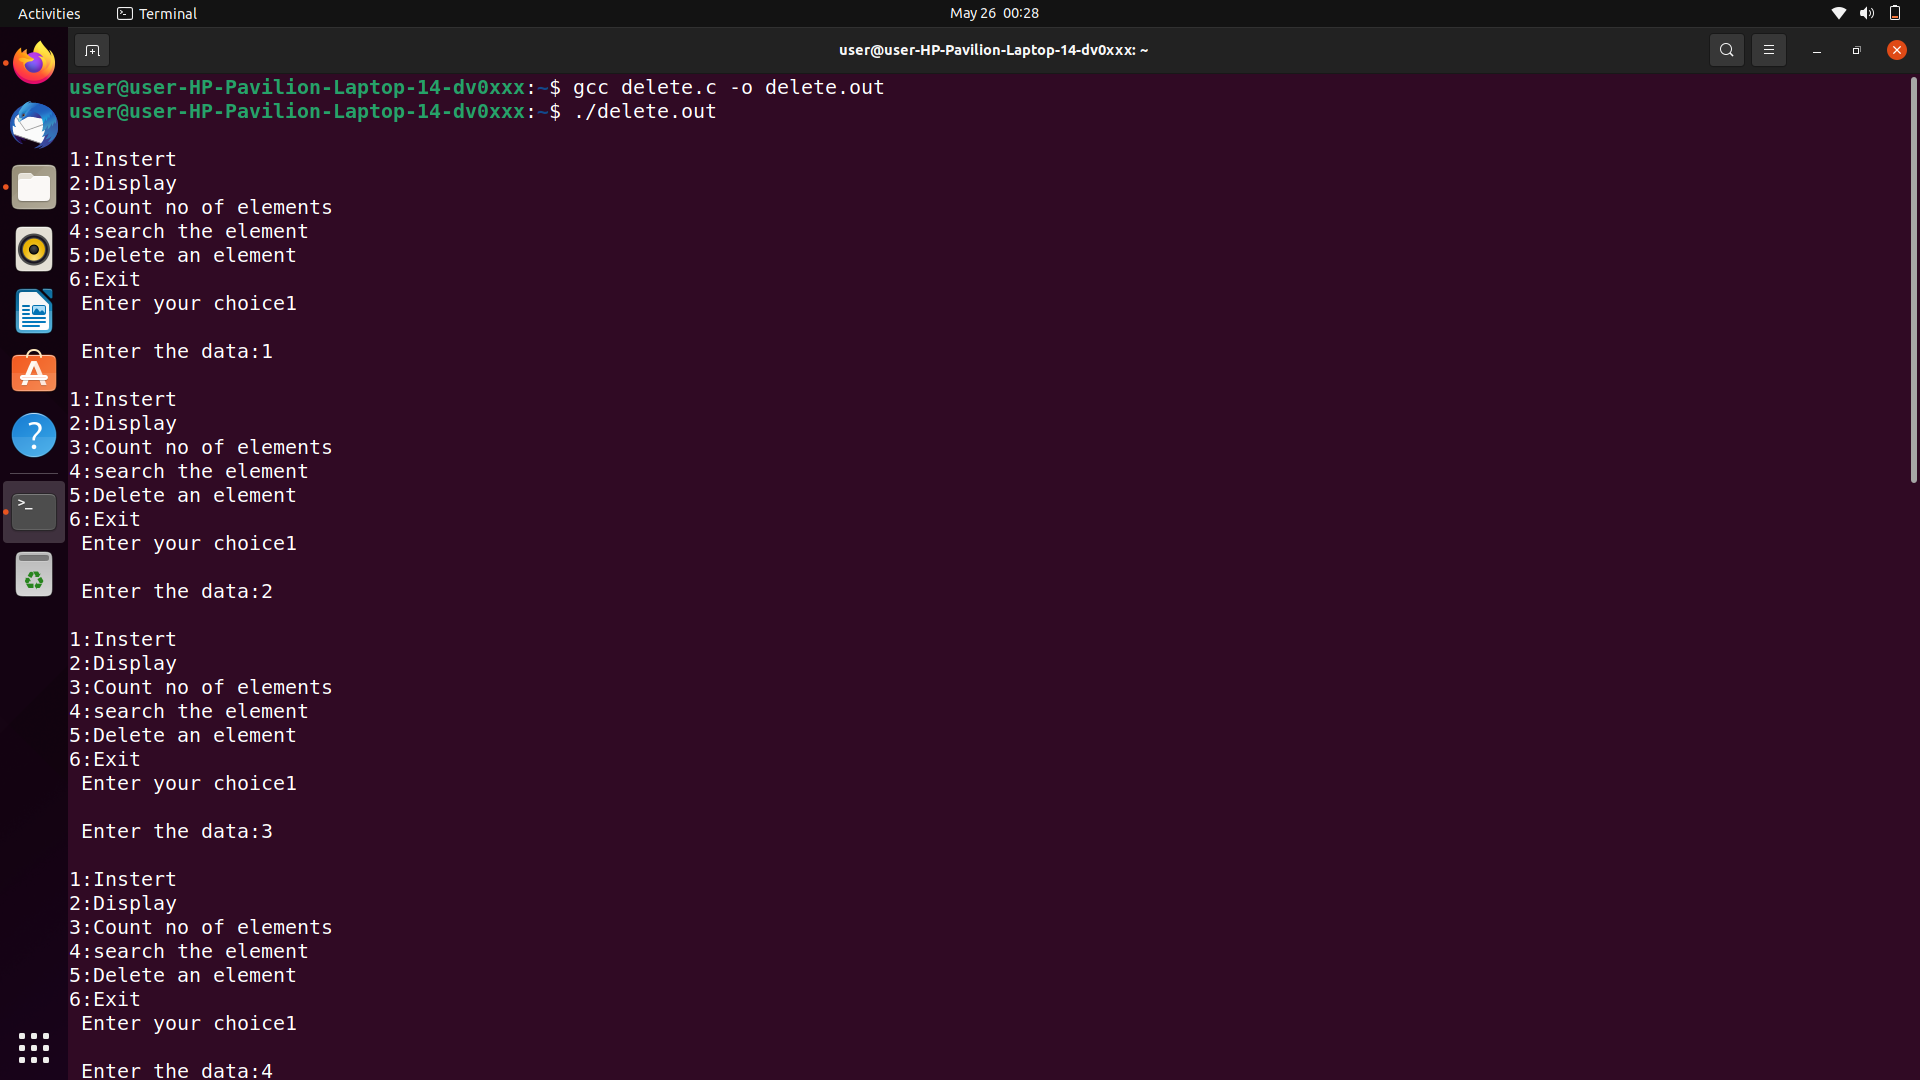 Activities
Terminal
May 26 00:28
user@user-HP-Pavilion-Laptop-14-dv0xxx: ~
user@user-HP-Pavilion-Laptop-14-dv0xxx:~$ gcc delete.c -o delete.out
user@user-HP-Pavilion-Laptop-14-dv0xxx:~$ ./delete.out
1:Instert
2:Display
3:Count no of elements
4:search the element
5:Delete an element
6:Exit
Enter your choice1
Enter the data:1
1:Instert
2:Display
3:Count no of elements
4:search the element
5:Delete an element
6:Exit
Enter your choice1
Enter the data:2
1:Instert
2:Display
3:Count no of elements
4:search the element
5:Delete an element
6:Exit
Enter your choice1
Enter the data:3
1:Instert
2:Display
3:Count no of elements
4:search the element
5:Delete an element
6:Exit
Enter your choice1
Enter the data:4